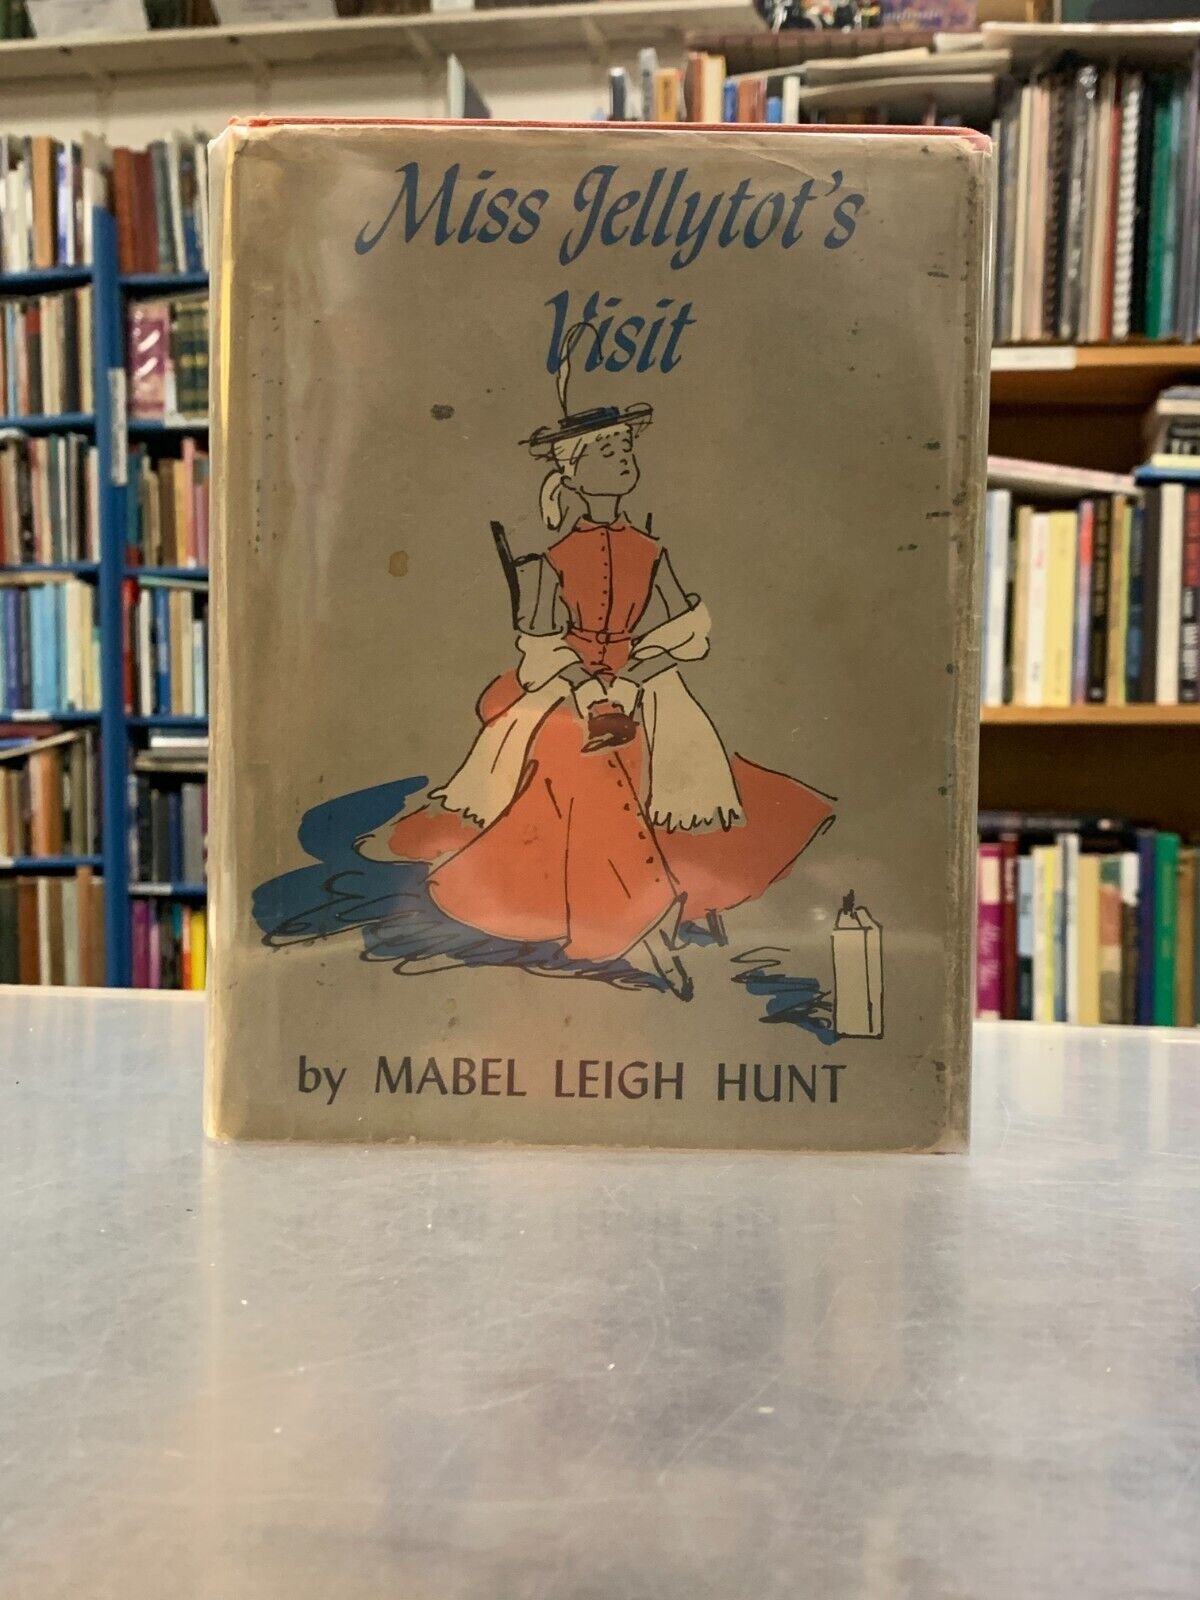 Miss Jellytot's
Visit
by MABEL LEIGH HUNT